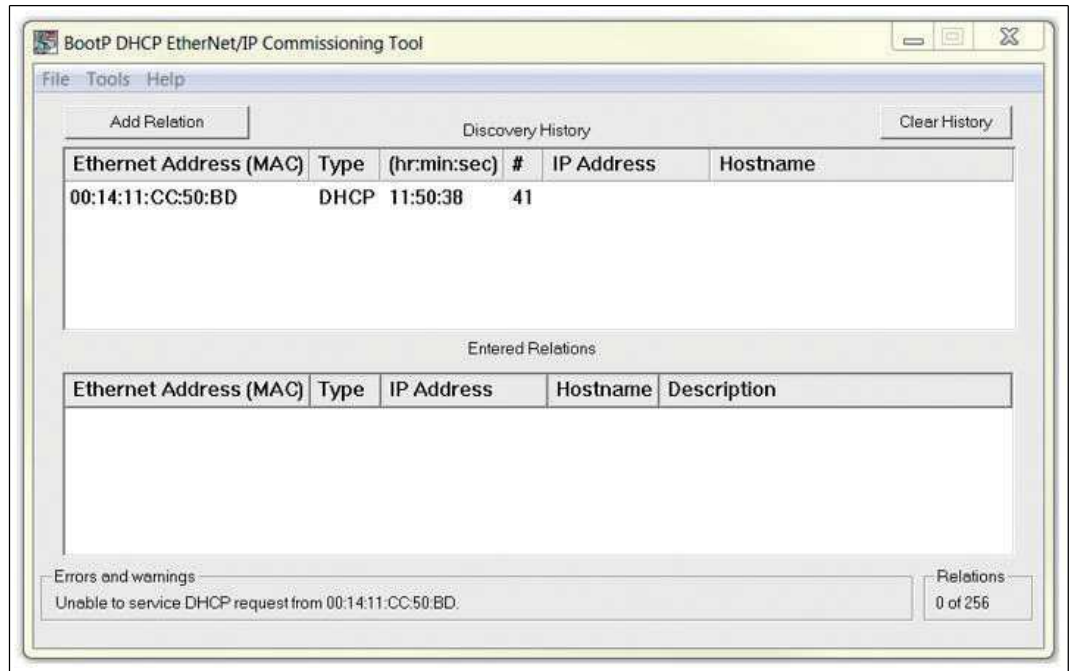 BootP DHCP EtherNet/IP Commissioning Tool
File Tools Help
Add Relation Discovery History Clear History
Ethernet Address (MAC) Type (hr:min:sec) # IP Address Hostname
00:14:11:CC:50:BD DHCP 11:50:38 41
Entered Relations
Ethernet Address (MAC) Type IP Address Hostname Description
Errors and warnings Relations
Unable to service DHCP request from 00:14:11:CC:50:BD. 0 of 256